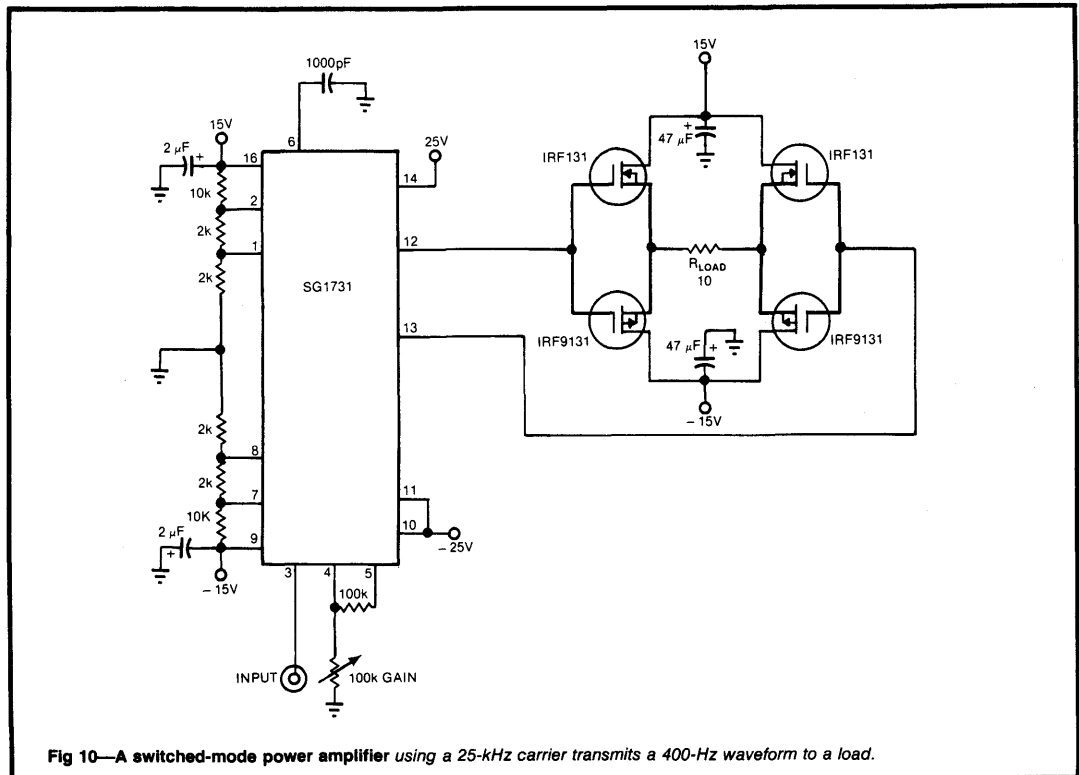 1000pF
15V
2 µF
+
6
16
10k
2
2k
1
2k
SG1731
14
25V
12
13
2k
8
2k
7
10K
2 µF
+
9
- 15V
11
10
- 25V
3
4
5
100k
INPUT
100k GAIN
15V
+
47 µF
IRF131
IRF131
RLOAD
10
IRF9131
47 µF
+
IRF9131
- 15V
Fig 10—A switched-mode power amplifier using a 25-kHz carrier transmits a 400-Hz waveform to a load.